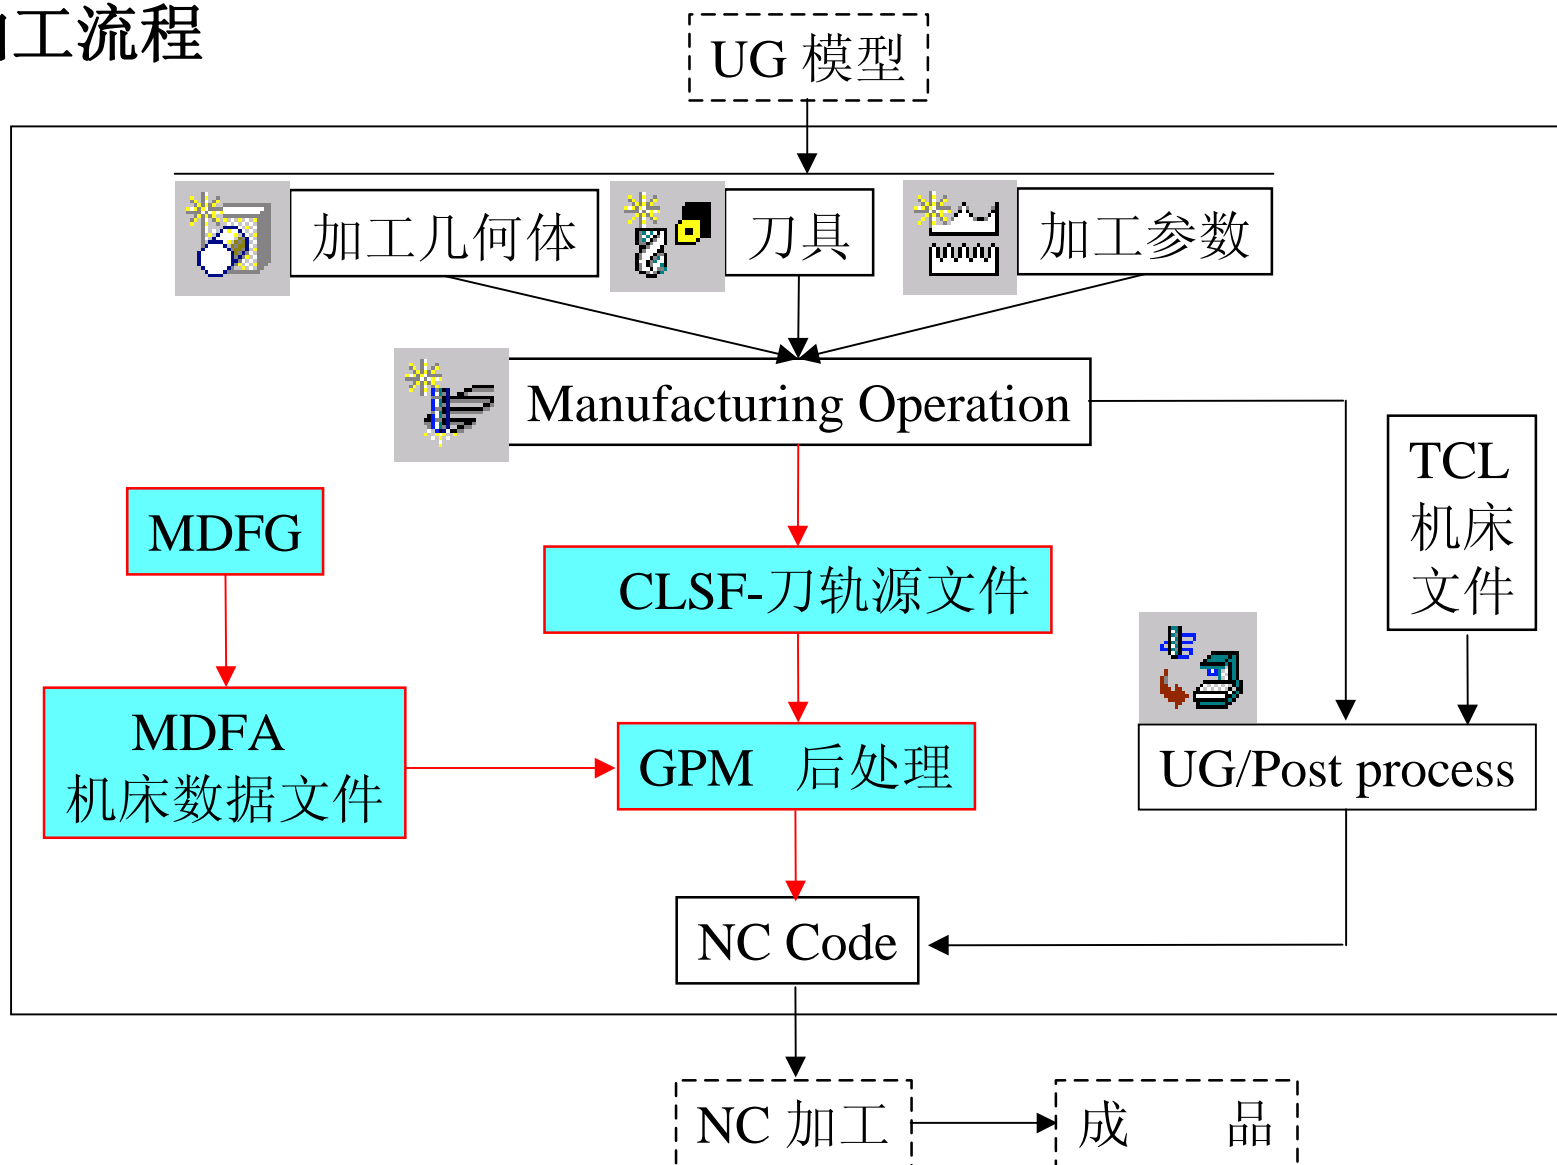 加工流程
UG 模型
加工几何体
刀具
加工参数
Manufacturing Operation
TCL
机床
文件
MDFG
CLSF-刀轨源文件
MDFA
机床数据文件
GPM 后处理
UG/Post process
NC Code
NC 加工
成 品